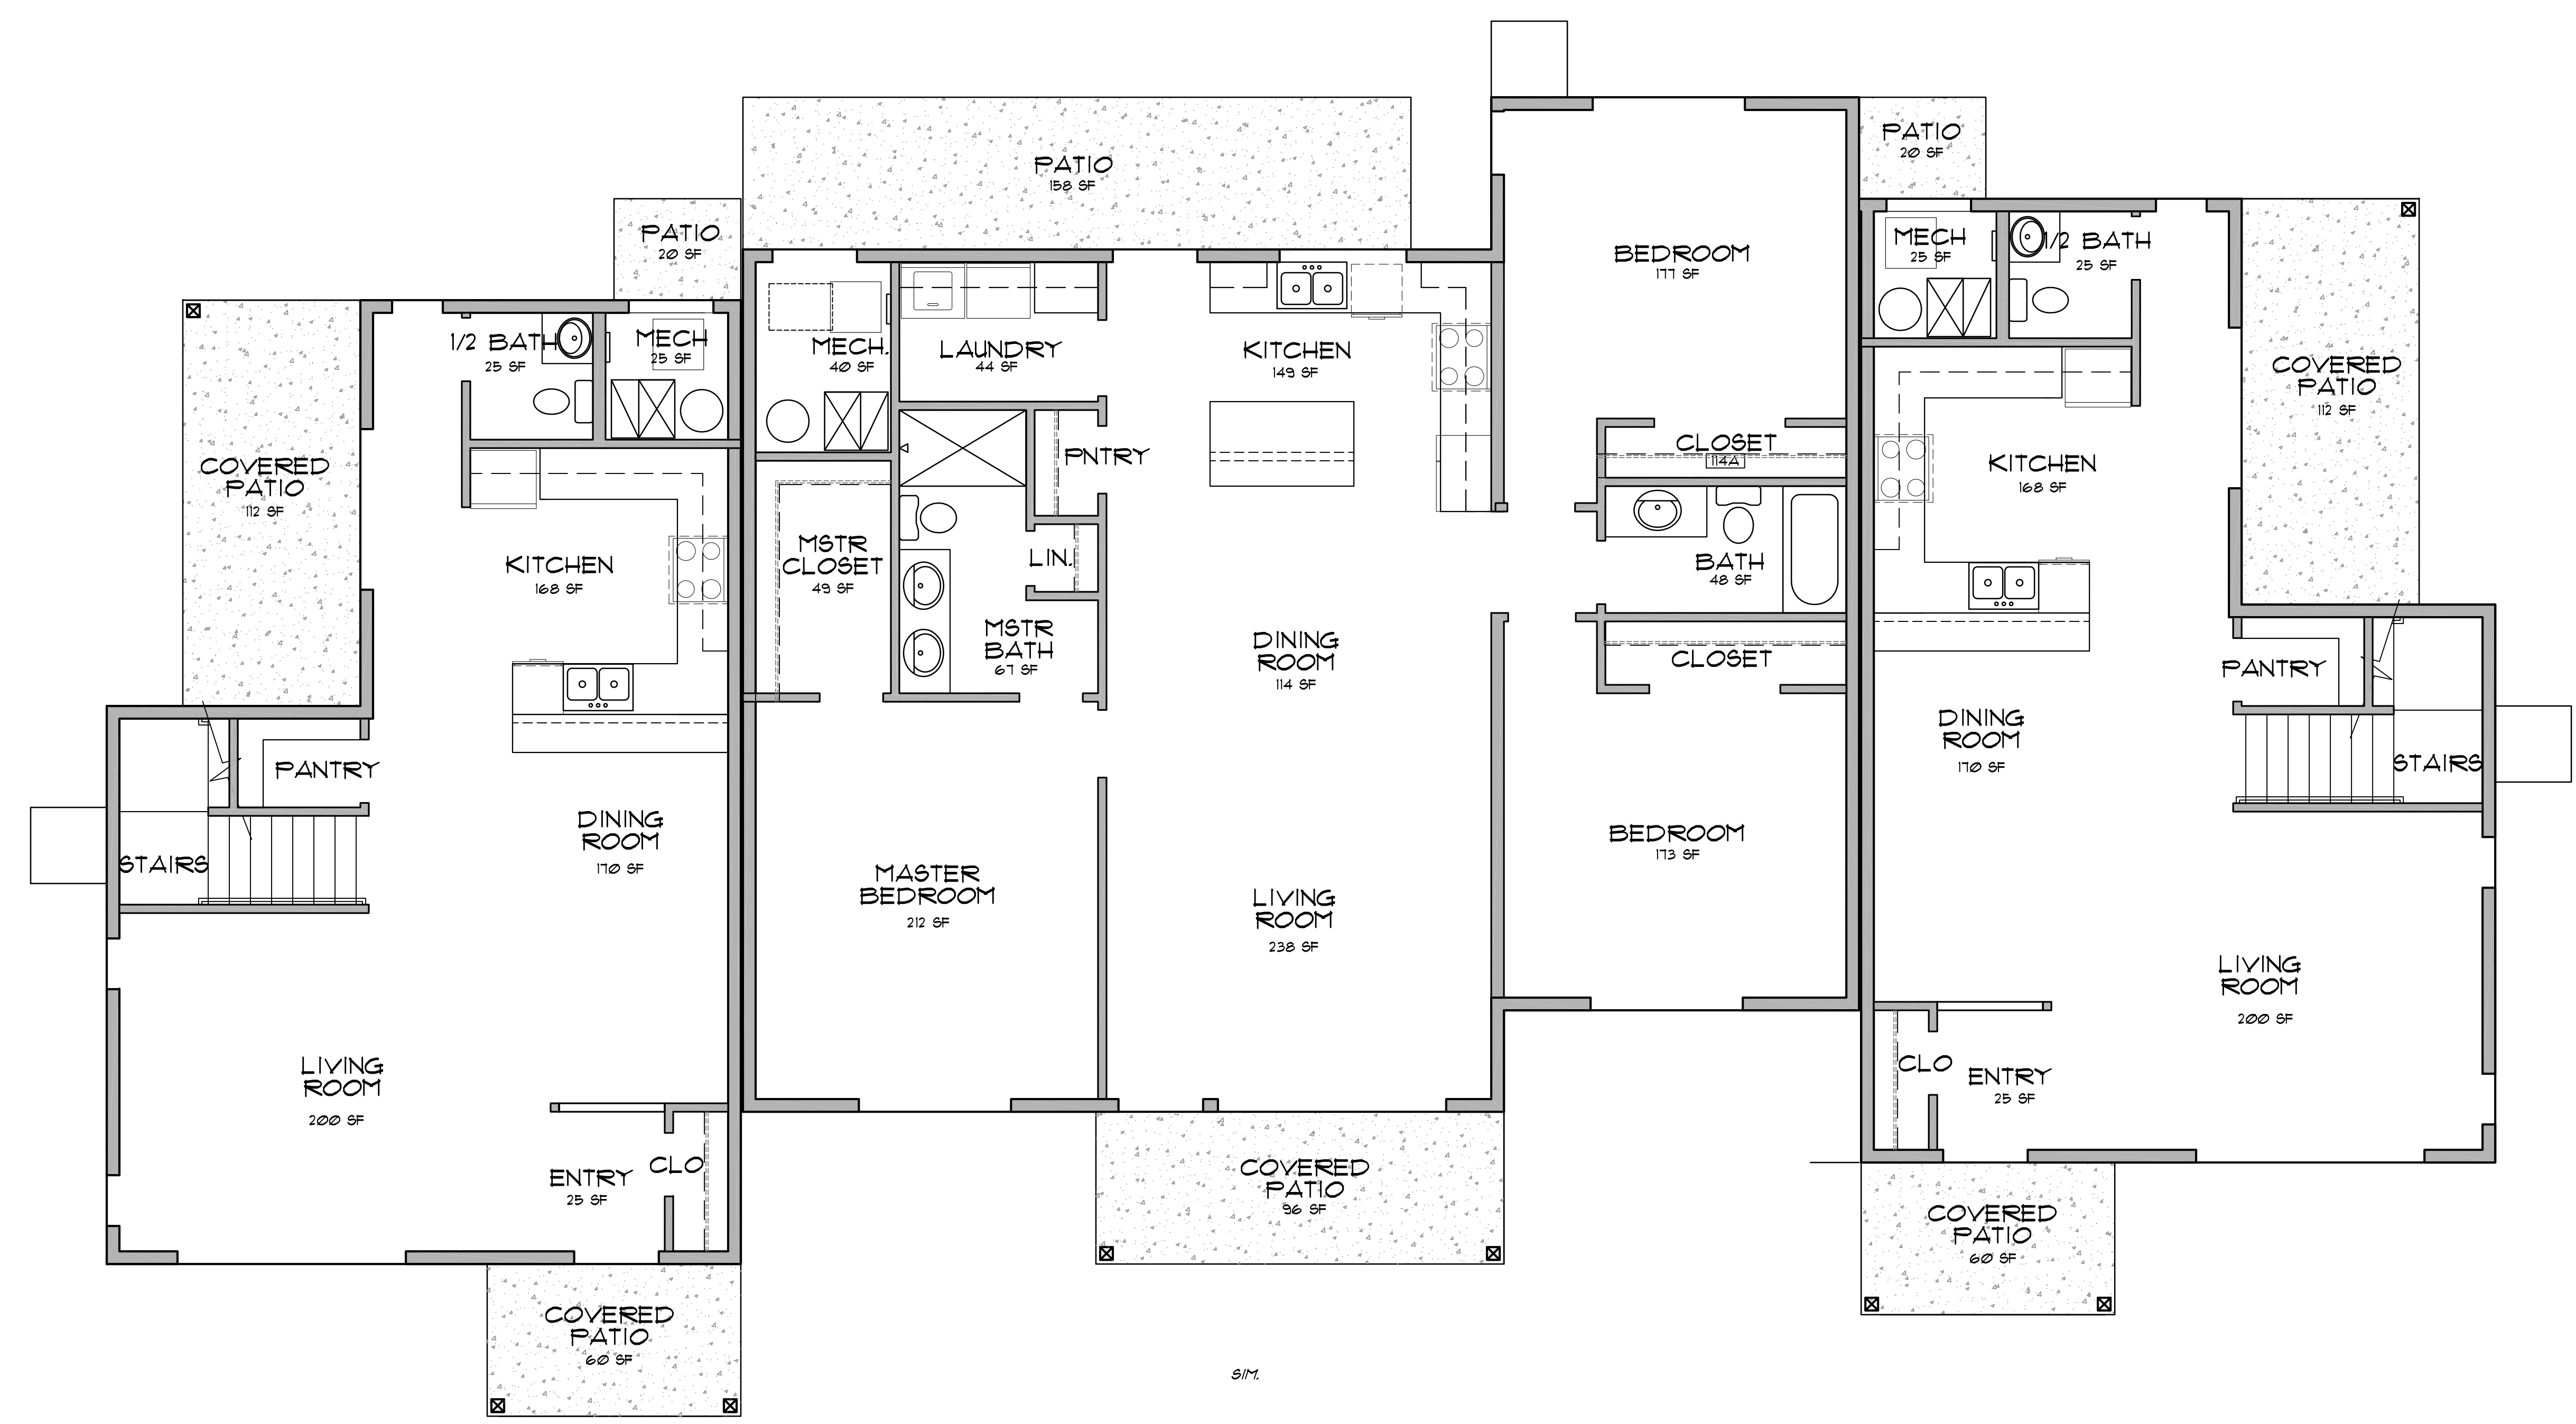 PATIO
20 SF
1/2 BATH
25 SF
MECH
25 SF
COVERED
PATIO
112 SF
KITCHEN
168 SF
PANTRY
STAIRS
DINING
ROOM
170 SF
LIVING
ROOM
200 SF
ENTRY
25 SF
CLO
COVERED
PATIO
60 SF
PATIO
158 SF
MECH.
40 SF
LAUNDRY
44 SF
KITCHEN
149 SF
PNTRY
MSTR
CLOSET
49 SF
LIN.
MSTR
BATH
67 SF
DINING
ROOM
114 SF
MASTER
BEDROOM
212 SF
LIVING
ROOM
238 SF
COVERED
PATIO
96 SF
SIM.
BEDROOM
177 SF
CLOSET
114A
BATH
48 SF
CLOSET
BEDROOM
173 SF
PATIO
20 SF
MECH
25 SF
1/2 BATH
25 SF
COVERED
PATIO
112 SF
KITCHEN
168 SF
PANTRY
STAIRS
DINING
ROOM
170 SF
LIVING
ROOM
200 SF
CLO
ENTRY
25 SF
COVERED
PATIO
60 SF